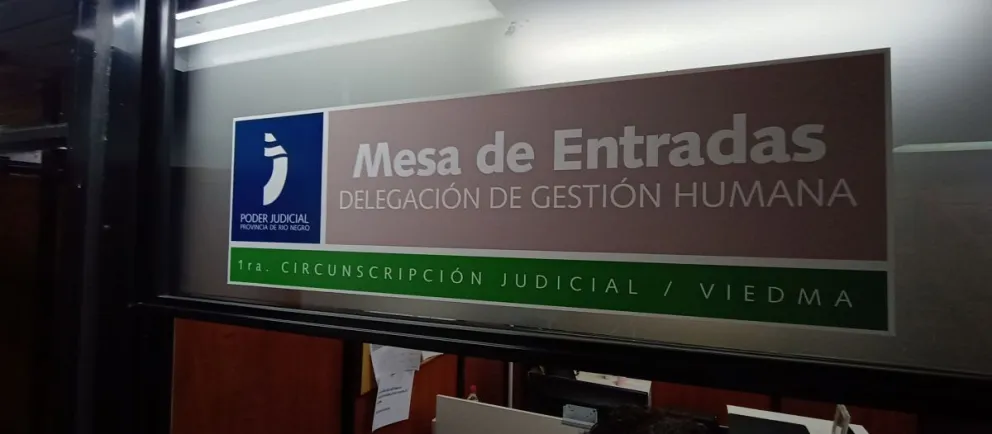 Mesa de Entradas
DELEGACIÓN DE GESTIÓN HUMANA
PODER JUDICIAL
PROVINCIA DE RIO NEGRO
1ra. CIRCUNSCRIPCIÓN JUDICIAL / VIEDMA